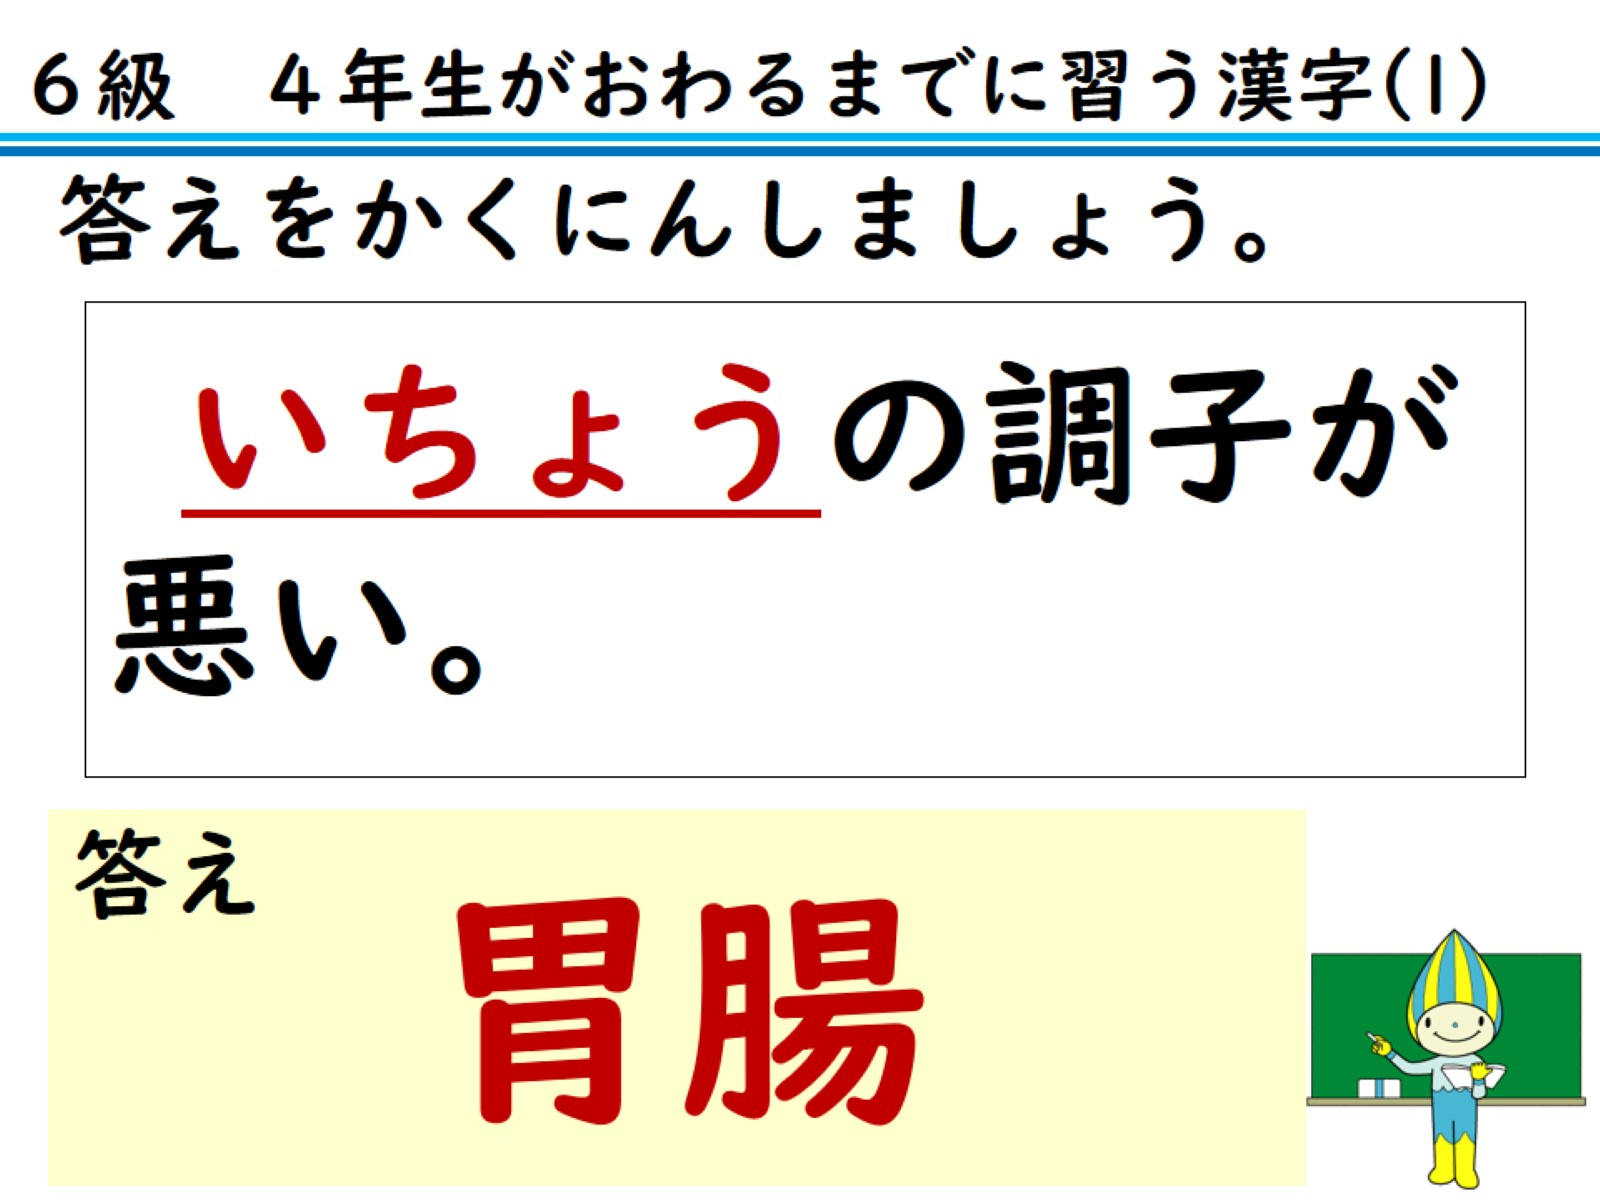 ６級　４年生がおわるまでに習う漢字(1)
答えをかくにんしましょう。
いちょうの調子が
悪い。
答え
胃腸